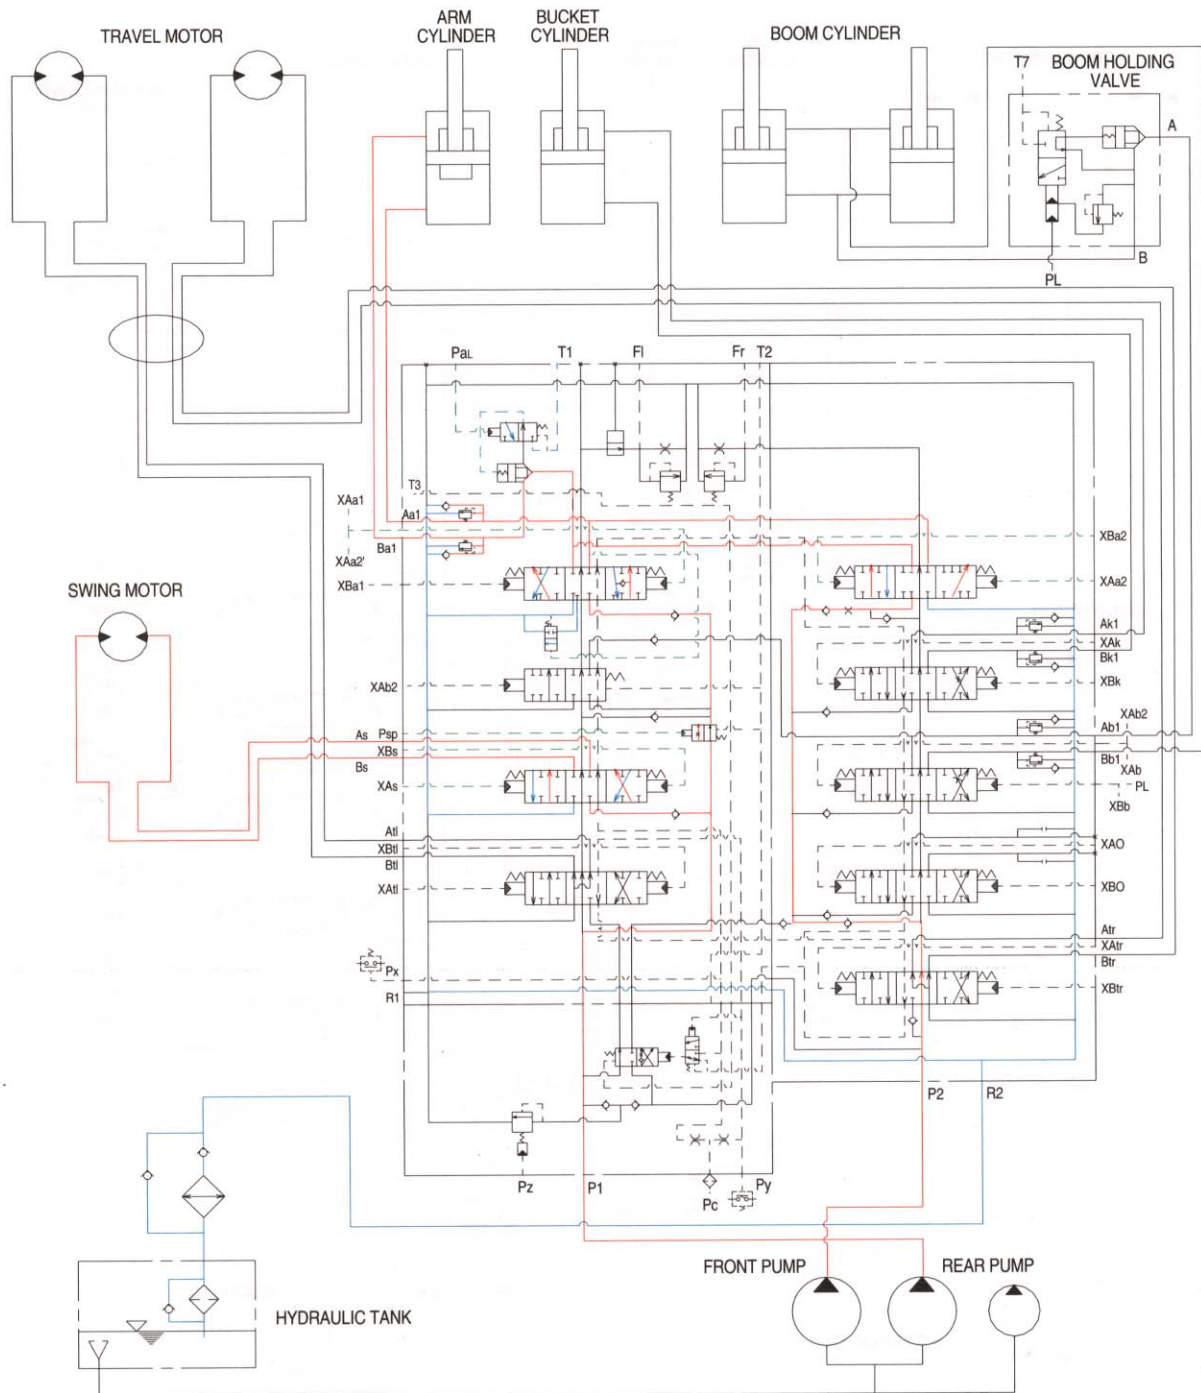 TRAVEL MOTOR
ARM
CYLINDER
BUCKET
CYLINDER
BOOM CYLINDER
T7
BOOM HOLDING
VALVE
A
B
PL
PaL
T1
Fl
Fr
T2
T3
XAa1
Aa1
Ba1
XAa2'
XBa1
XBa2
XAa2
SWING MOTOR
Ak1
XAk
Bk1
XBk
XAb2
XAb2
Ab1
As
Psp
XBs
Bs
XAs
Bb1
XAb
PL
XBb
Atl
XBtl
Btl
XAtl
XAO
XBO
Atr
XAtr
Btr
XBtr
Px
R1
P2
R2
Pz
P1
Pc
Py
FRONT PUMP
REAR PUMP
HYDRAULIC TANK